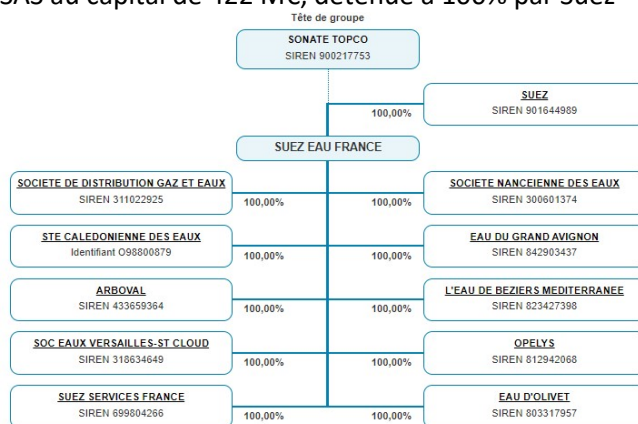 SAS au capital de 422 M€, détenue à 100% par Suez
Tête de groupe
SONATE TOPCO
SIREN 900217753
SUEZ
SIREN 901644989
100,00%
SUEZ EAU FRANCE
SOCIETE DE DISTRIBUTION GAZ ET EAUX
SIREN 311022925
100,00%
SOCIETE NANCEIENNE DES EAUX
SIREN 300601374
100,00%
STE CALEDONIENNE DES EAUX
Identifiant O98800879
100,00%
EAU DU GRAND AVIGNON
SIREN 842903437
100,00%
ARBOVAL
SIREN 433659364
100,00%
L'EAU DE BEZIERS MEDITERRANEE
SIREN 823427398
100,00%
SOC EAUX VERSAILLES-ST CLOUD
SIREN 318634649
100,00%
OPELYS
SIREN 812942068
100,00%
SUEZ SERVICES FRANCE
SIREN 699804266
100,00%
EAU D'OLIVET
SIREN 803317957
100,00%